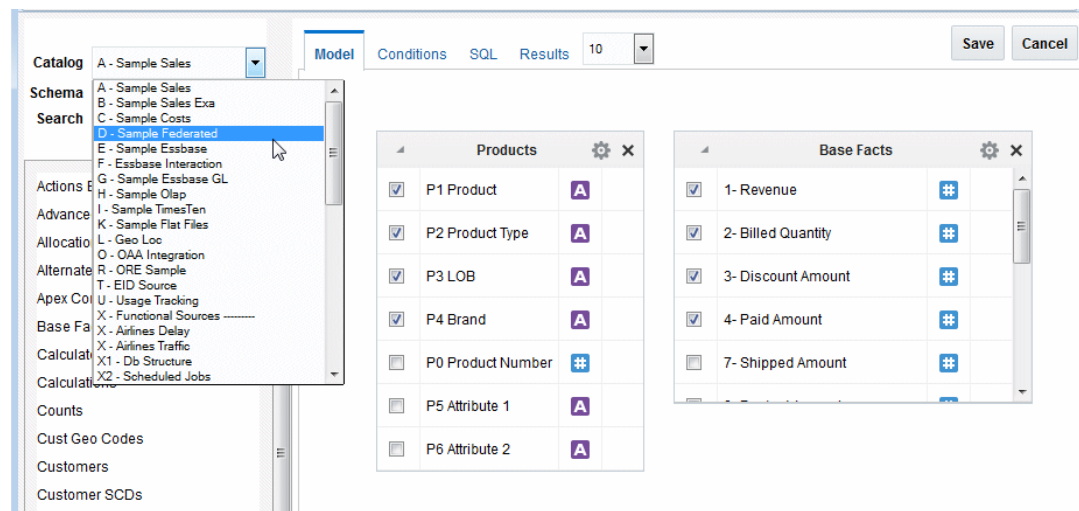 Catalog A - Sample Sales
Schema
Search
A - Sample Sales
B - Sample Sales Exa
C - Sample Costs
D - Sample Federated
E - Sample Essbase
F - Essbase Interaction
G - Sample Essbase GL
H - Sample Olap
I - Sample TimesTen
K - Sample Flat Files
L - Geo Loc
O - OAA Integration
R - ORE Sample
T - EID Source
U - Usage Tracking
X - Functional Sources ---------
X - Airlines Delay
X - Airlines Traffic
X1 - Db Structure
X2 - Scheduled Jobs
Actions
Advance
Allocatio
Alternate
Apex Co
Base Fa
Calculat
Counts
Cust Geo Codes
Customers
Customer SCDs
Model Conditions SQL Results 10
Save Cancel
Products
P1 Product A
P2 Product Type A
P3 LOB A
P4 Brand A
P0 Product Number #
P5 Attribute 1 A
P6 Attribute 2 A
Base Facts
1- Revenue #
2- Billed Quantity #
3- Discount Amount #
4- Paid Amount #
7- Shipped Amount #